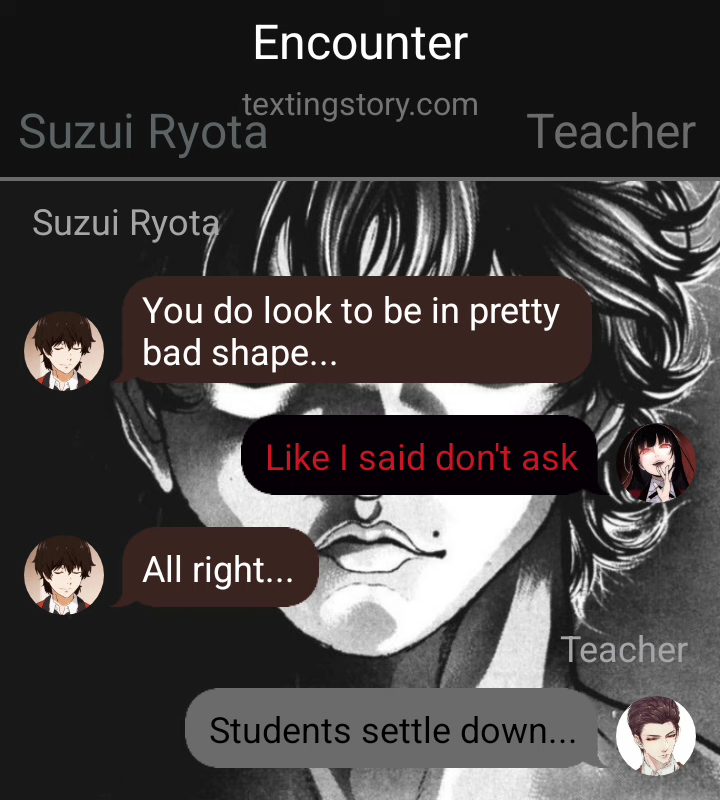 Encounter
textingstory.com
Suzui Ryota
Teacher
Suzui Ryota
You do look to be in pretty
bad shape...
Like I said don't ask
All right...
Teacher
Students settle down...